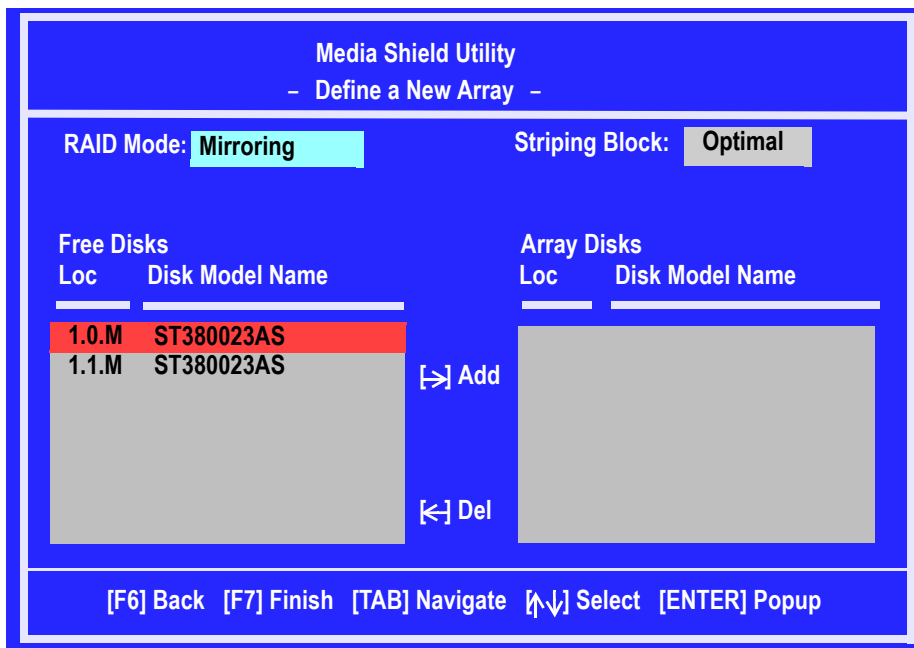 Media Shield Utility
– Define a New Array –
RAID Mode: Mirroring Striping Block: Optimal
Free Disks Array Disks
Loc Disk Model Name Loc Disk Model Name
1.0.M ST380023AS
1.1.M ST380023AS
[→] Add
[←] Del
[F6] Back [F7] Finish [TAB] Navigate [↑↓] Select [ENTER] Popup